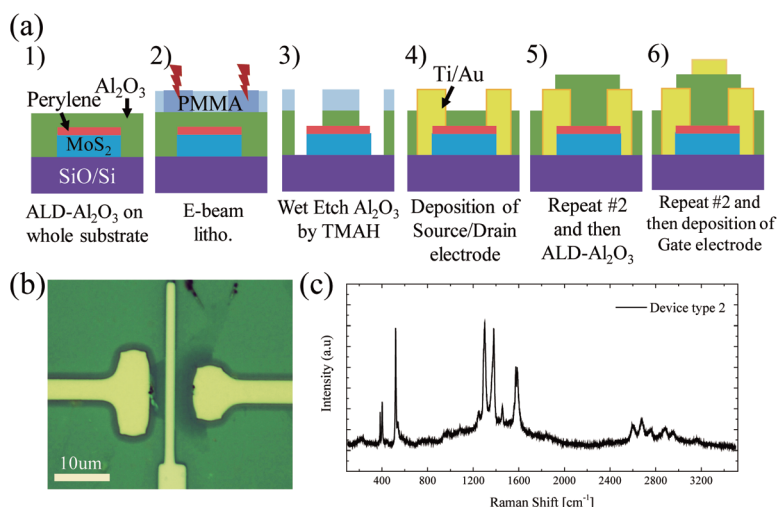 (a)
1)
2)
3)
4)
5)
6)
Al₂O₃
Perylene
MoS₂
SiO/Si
PMMA
Ti/Au
ALD-Al₂O₃ on
whole substrate
E-beam
litho.
Wet Etch Al₂O₃
by TMAH
Deposition of
Source/Drain
electrode
Repeat #2
and then
ALD-Al₂O₃
Repeat #2 and
then deposition of
Gate electrode
(b)
10um
(c)
Device type 2
Intensity (a.u)
400
800
1200
1600
2000
2400
2800
3200
Raman Shift [cm⁻¹]